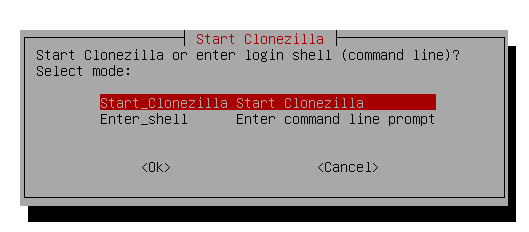 Start Clonezilla
Start Clonezilla or enter login shell (command line)?
Select mode:
Start_Clonezilla Start Clonezilla
Enter_shell Enter command line prompt
<Ok> <Cancel>